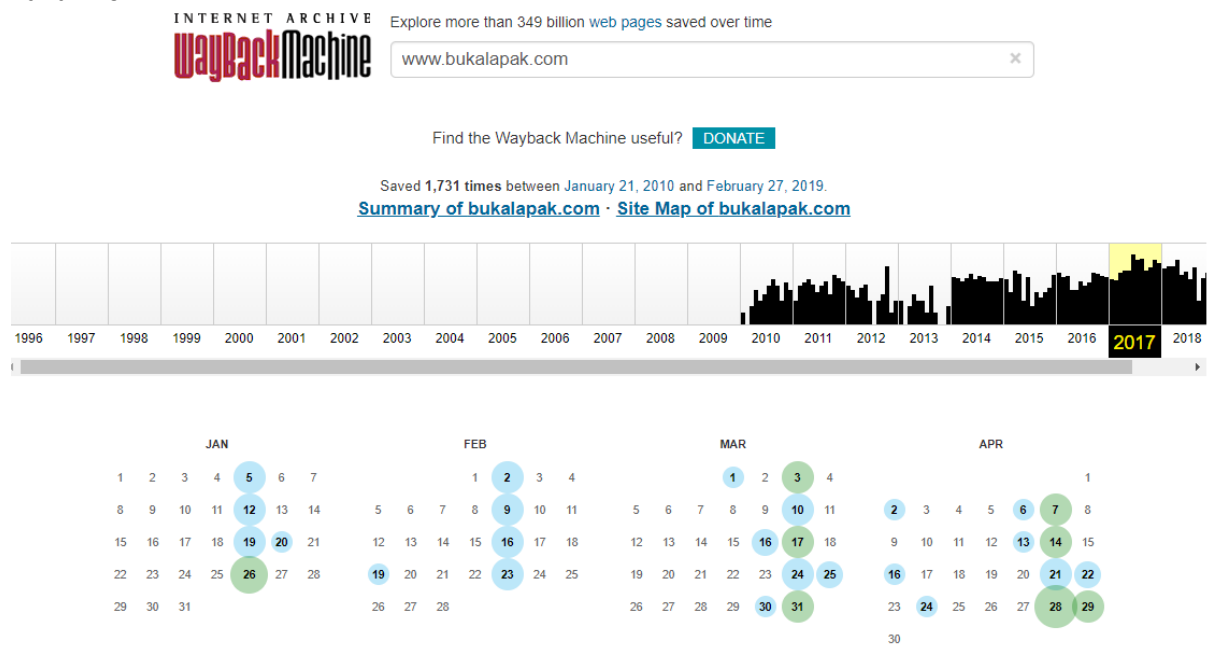 INTERNET ARCHIVE Explore more than 349 billion web pages saved over time
WayBackMachine www.bukalapak.com ×
Find the Wayback Machine useful? DONATE
Saved 1,731 times between January 21, 2010 and February 27, 2019.
Summary of bukalapak.com · Site Map of bukalapak.com
1996 1997 1998 1999 2000 2001 2002 2003 2004 2005 2006 2007 2008 2009 2010 2011 2012 2013 2014 2015 2016 2017 2018
JAN FEB MAR APR
1 2 3 4 5 6 7 1 2 3 4 1 2 3 4 1
8 9 10 11 12 13 14 5 6 7 8 9 10 11 5 6 7 8 9 10 11 2 3 4 5 6 7 8
15 16 17 18 19 20 21 12 13 14 15 16 17 18 12 13 14 15 16 17 18 9 10 11 12 13 14 15
22 23 24 25 26 27 28 19 20 21 22 23 24 25 19 20 21 22 23 24 25 16 17 18 19 20 21 22
29 30 31 26 27 28 26 27 28 29 30 31 23 24 25 26 27 28 29
30